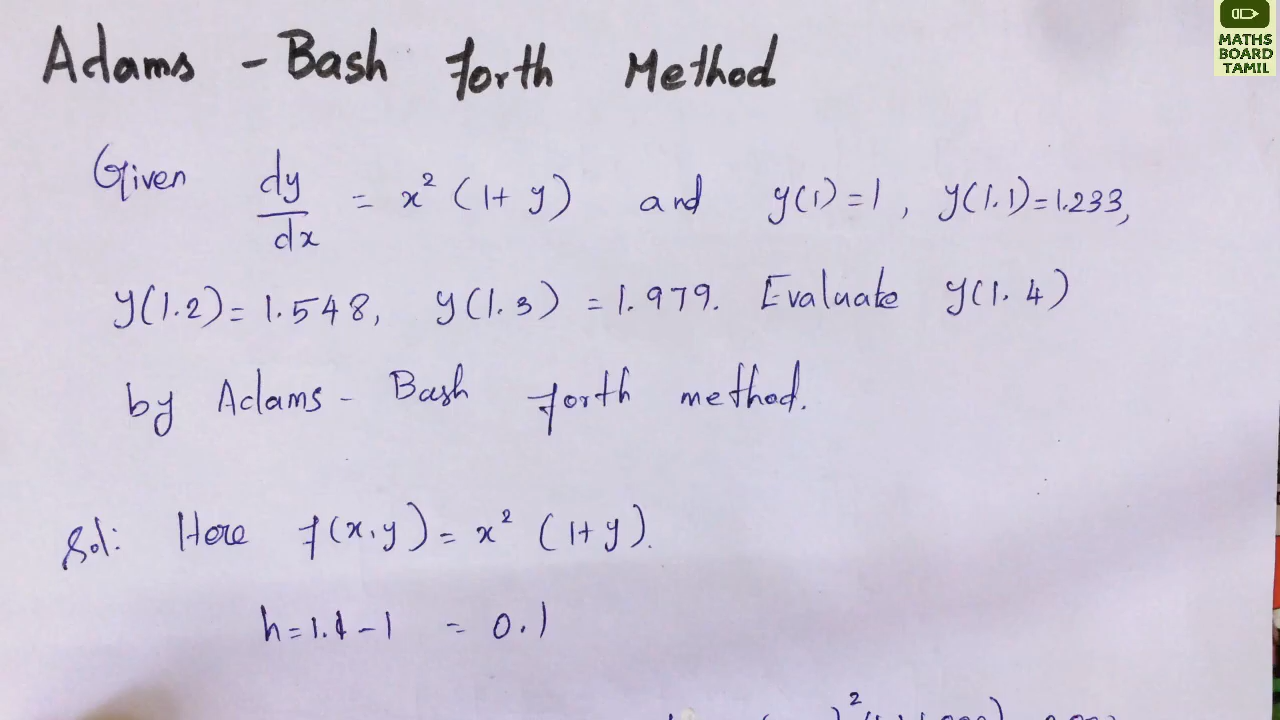 Adams - Bash forth Method
MATHS
BOARD
TAMIL
Given dy/dx = x² (1+ y) and y(1)=1, y(1.1)=1.233,
y(1.2)= 1.548, y(1.3) = 1.979. Evaluate y(1.4)
by Adams - Bash forth method.
Sol: Here f(x,y)= x² (1+ y).
h=1.1-1 = 0.1